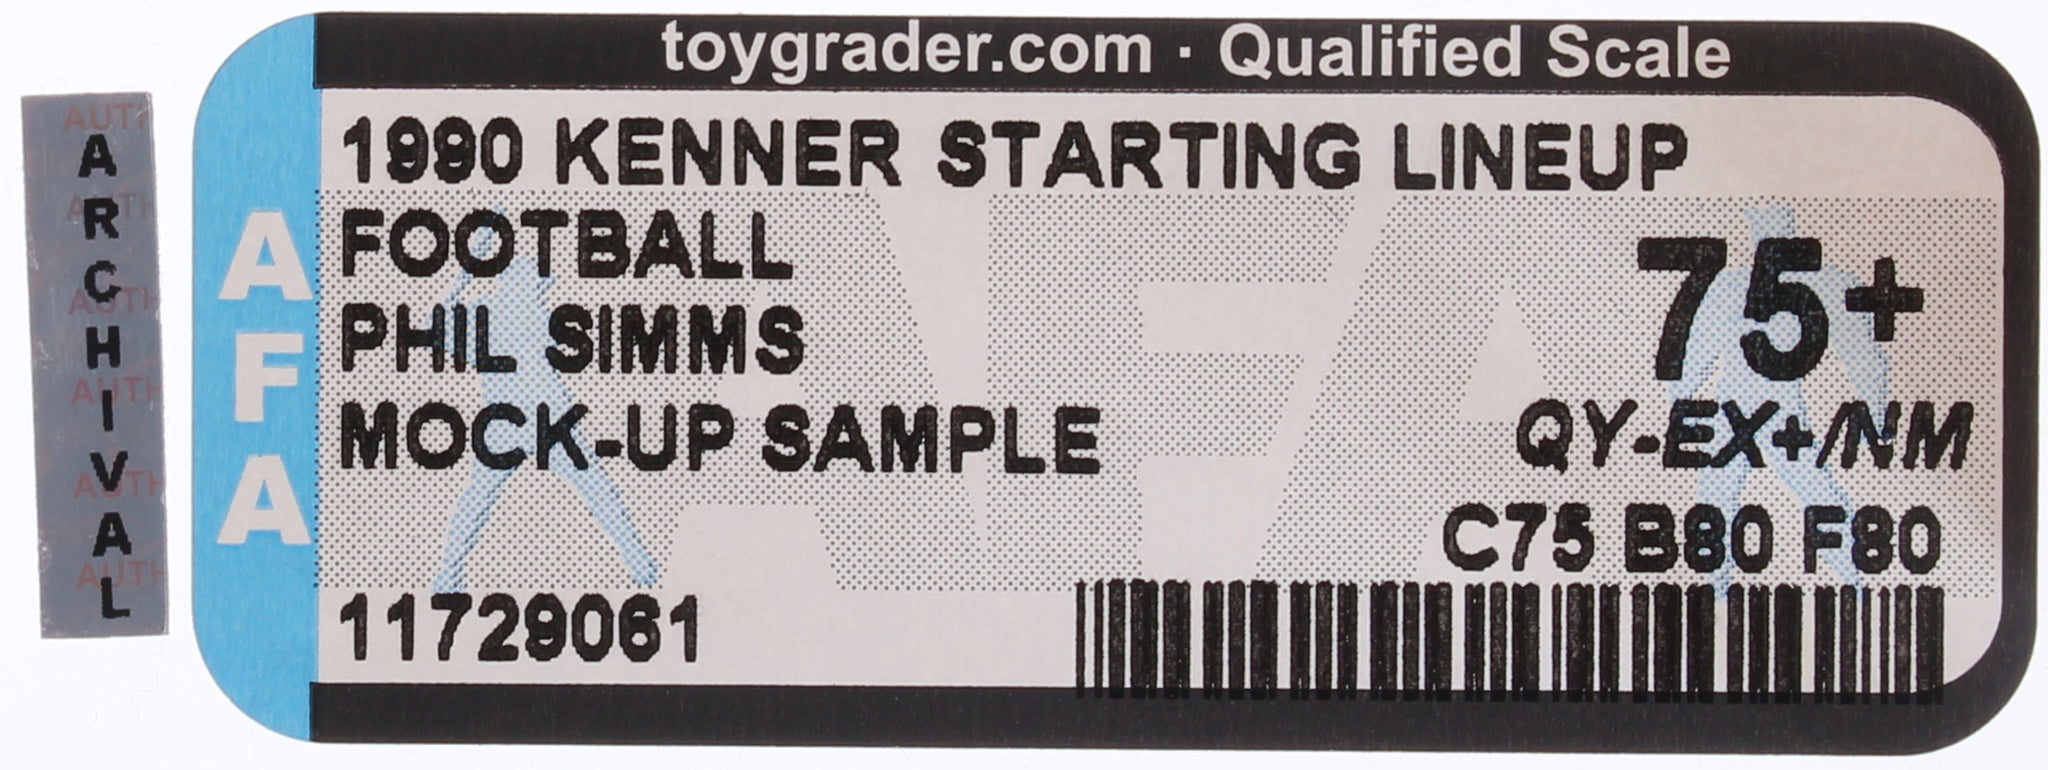 toygrader.com · Qualified Scale
ARCHIVAL
AFA
1990 KENNER STARTING LINEUP
FOOTBALL
PHIL SIMMS
MOCK-UP SAMPLE
75+
QY-EX+/NM
C75 B80 F80
11729061